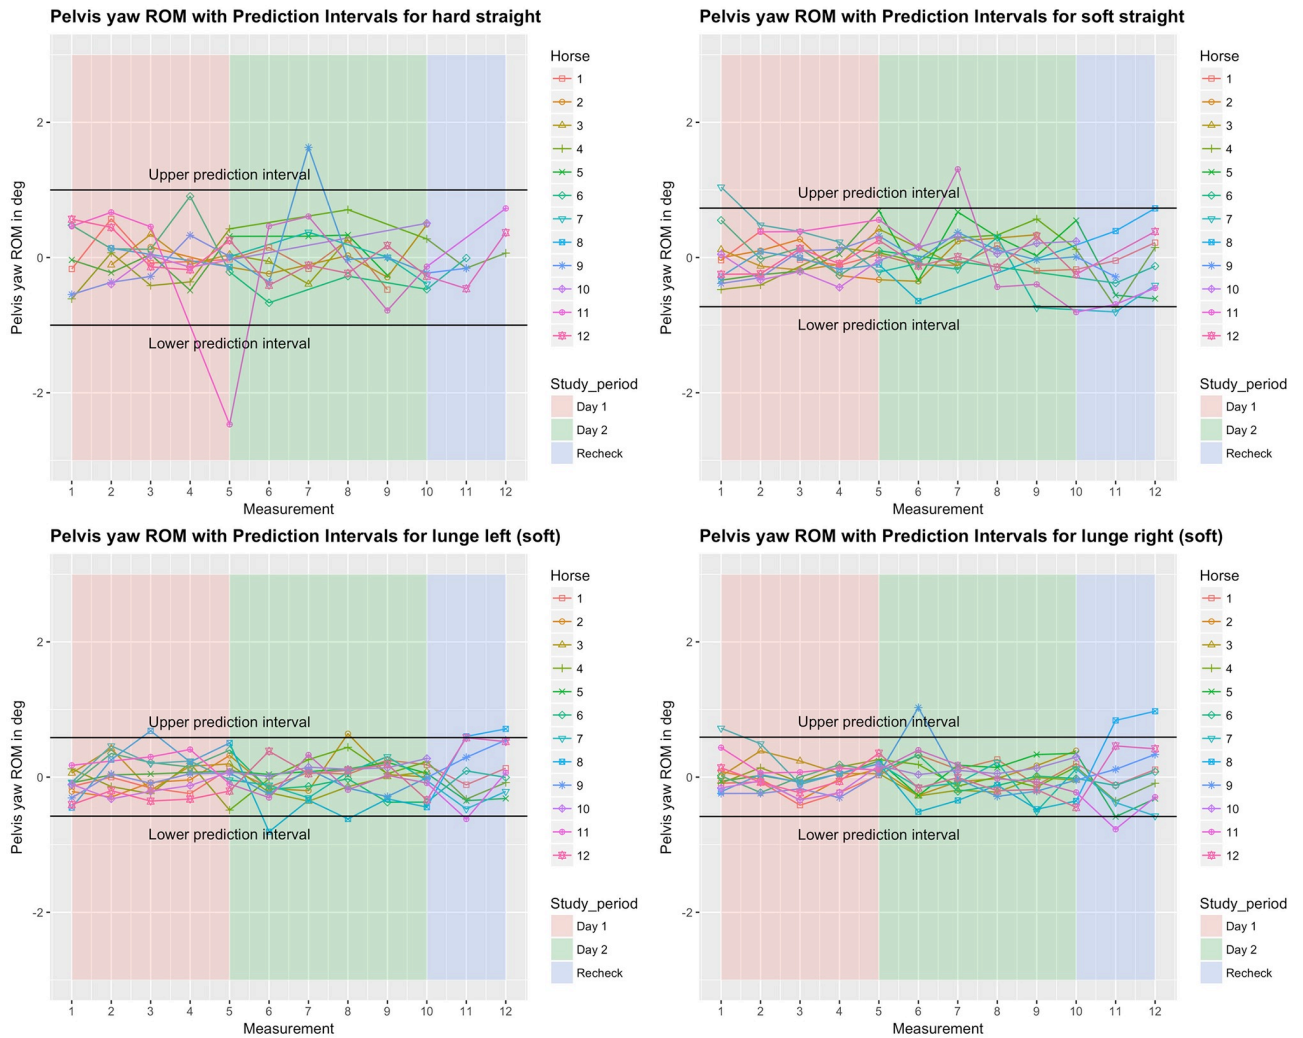 Pelvis yaw ROM with Prediction Intervals for hard straight
Pelvis yaw ROM in deg
2
0
-2
Upper prediction interval
Lower prediction interval
1 2 3 4 5 6 7 8 9 10 11 12
Measurement
Horse
1
2
3
4
5
6
7
8
9
10
11
12
Study_period
Day 1
Day 2
Recheck
Pelvis yaw ROM with Prediction Intervals for soft straight
Pelvis yaw ROM in deg
2
0
-2
Upper prediction interval
Lower prediction interval
1 2 3 4 5 6 7 8 9 10 11 12
Measurement
Horse
1
2
3
4
5
6
7
8
9
10
11
12
Study_period
Day 1
Day 2
Recheck
Pelvis yaw ROM with Prediction Intervals for lunge left (soft)
Pelvis yaw ROM in deg
2
0
-2
Upper prediction interval
Lower prediction interval
1 2 3 4 5 6 7 8 9 10 11 12
Measurement
Horse
1
2
3
4
5
6
7
8
9
10
11
12
Study_period
Day 1
Day 2
Recheck
Pelvis yaw ROM with Prediction Intervals for lunge right (soft)
Pelvis yaw ROM in deg
2
0
-2
Upper prediction interval
Lower prediction interval
1 2 3 4 5 6 7 8 9 10 11 12
Measurement
Horse
1
2
3
4
5
6
7
8
9
10
11
12
Study_period
Day 1
Day 2
Recheck